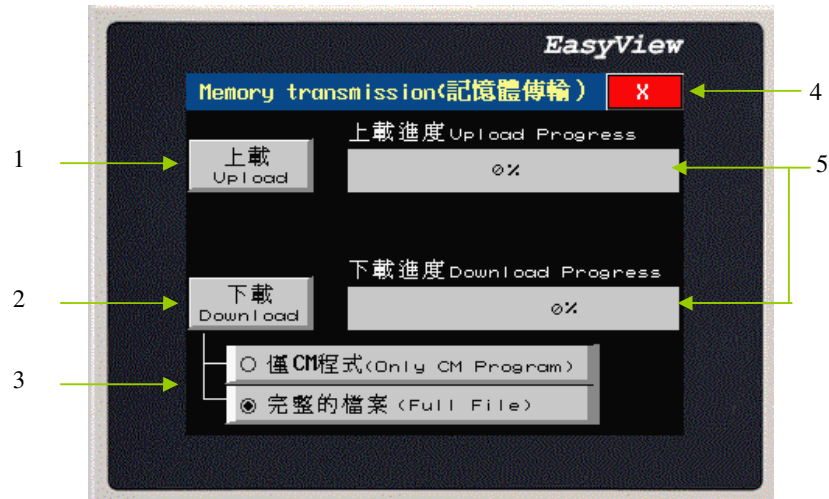 EasyView
Memory transmission(記憶體傳輸) X
4
上載進度Upload Progress
1
上載
Upload
0%
5
下載進度Download Progress
2
下載
Download
0%
3
僅CM程式(Only CM Program)
完整的檔案(Full File)